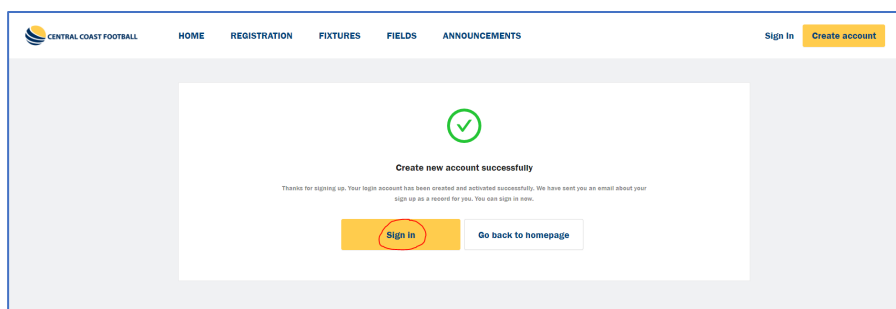 CENTRAL COAST FOOTBALL
HOME REGISTRATION FIXTURES FIELDS ANNOUNCEMENTS
Sign In Create account
Create new account successfully
Thanks for signing up. Your login account has been created and activated successfully. We have sent you an email about your
sign up as a record for you. You can sign in now.
Sign in Go back to homepage